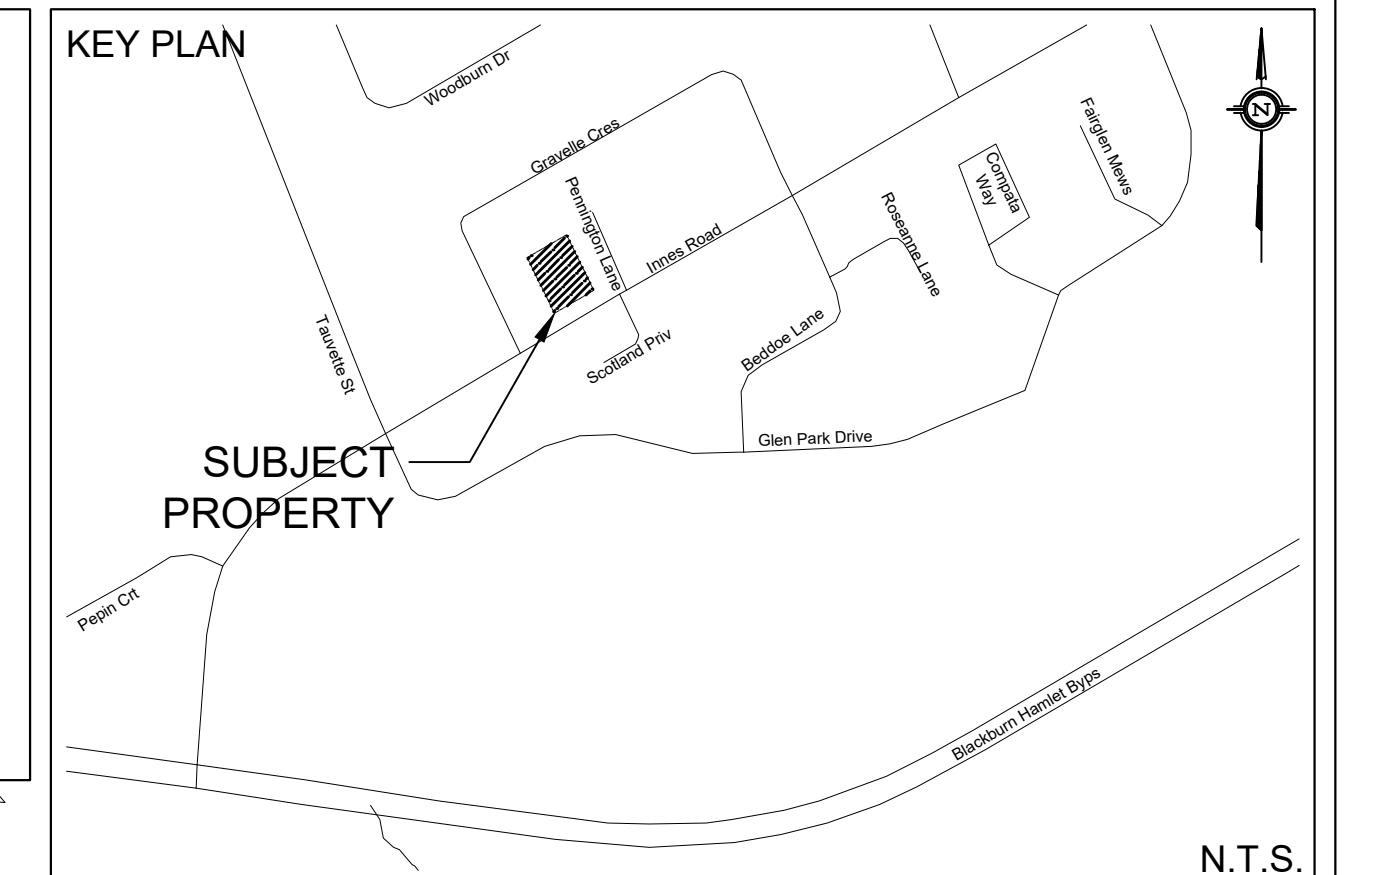 KEY PLAN
Woodburn Dr
Gravelle Cres
Pennington Lane
Innes Road
Roseanne Lane
Compata
Way
Fairglen Mews
N
Tauvette St
Scotland Priv
Beddoe Lane
Glen Park Drive
SUBJECT
PROPERTY
Pepin Crt
Blackburn Hamlet Byps
N.T.S.